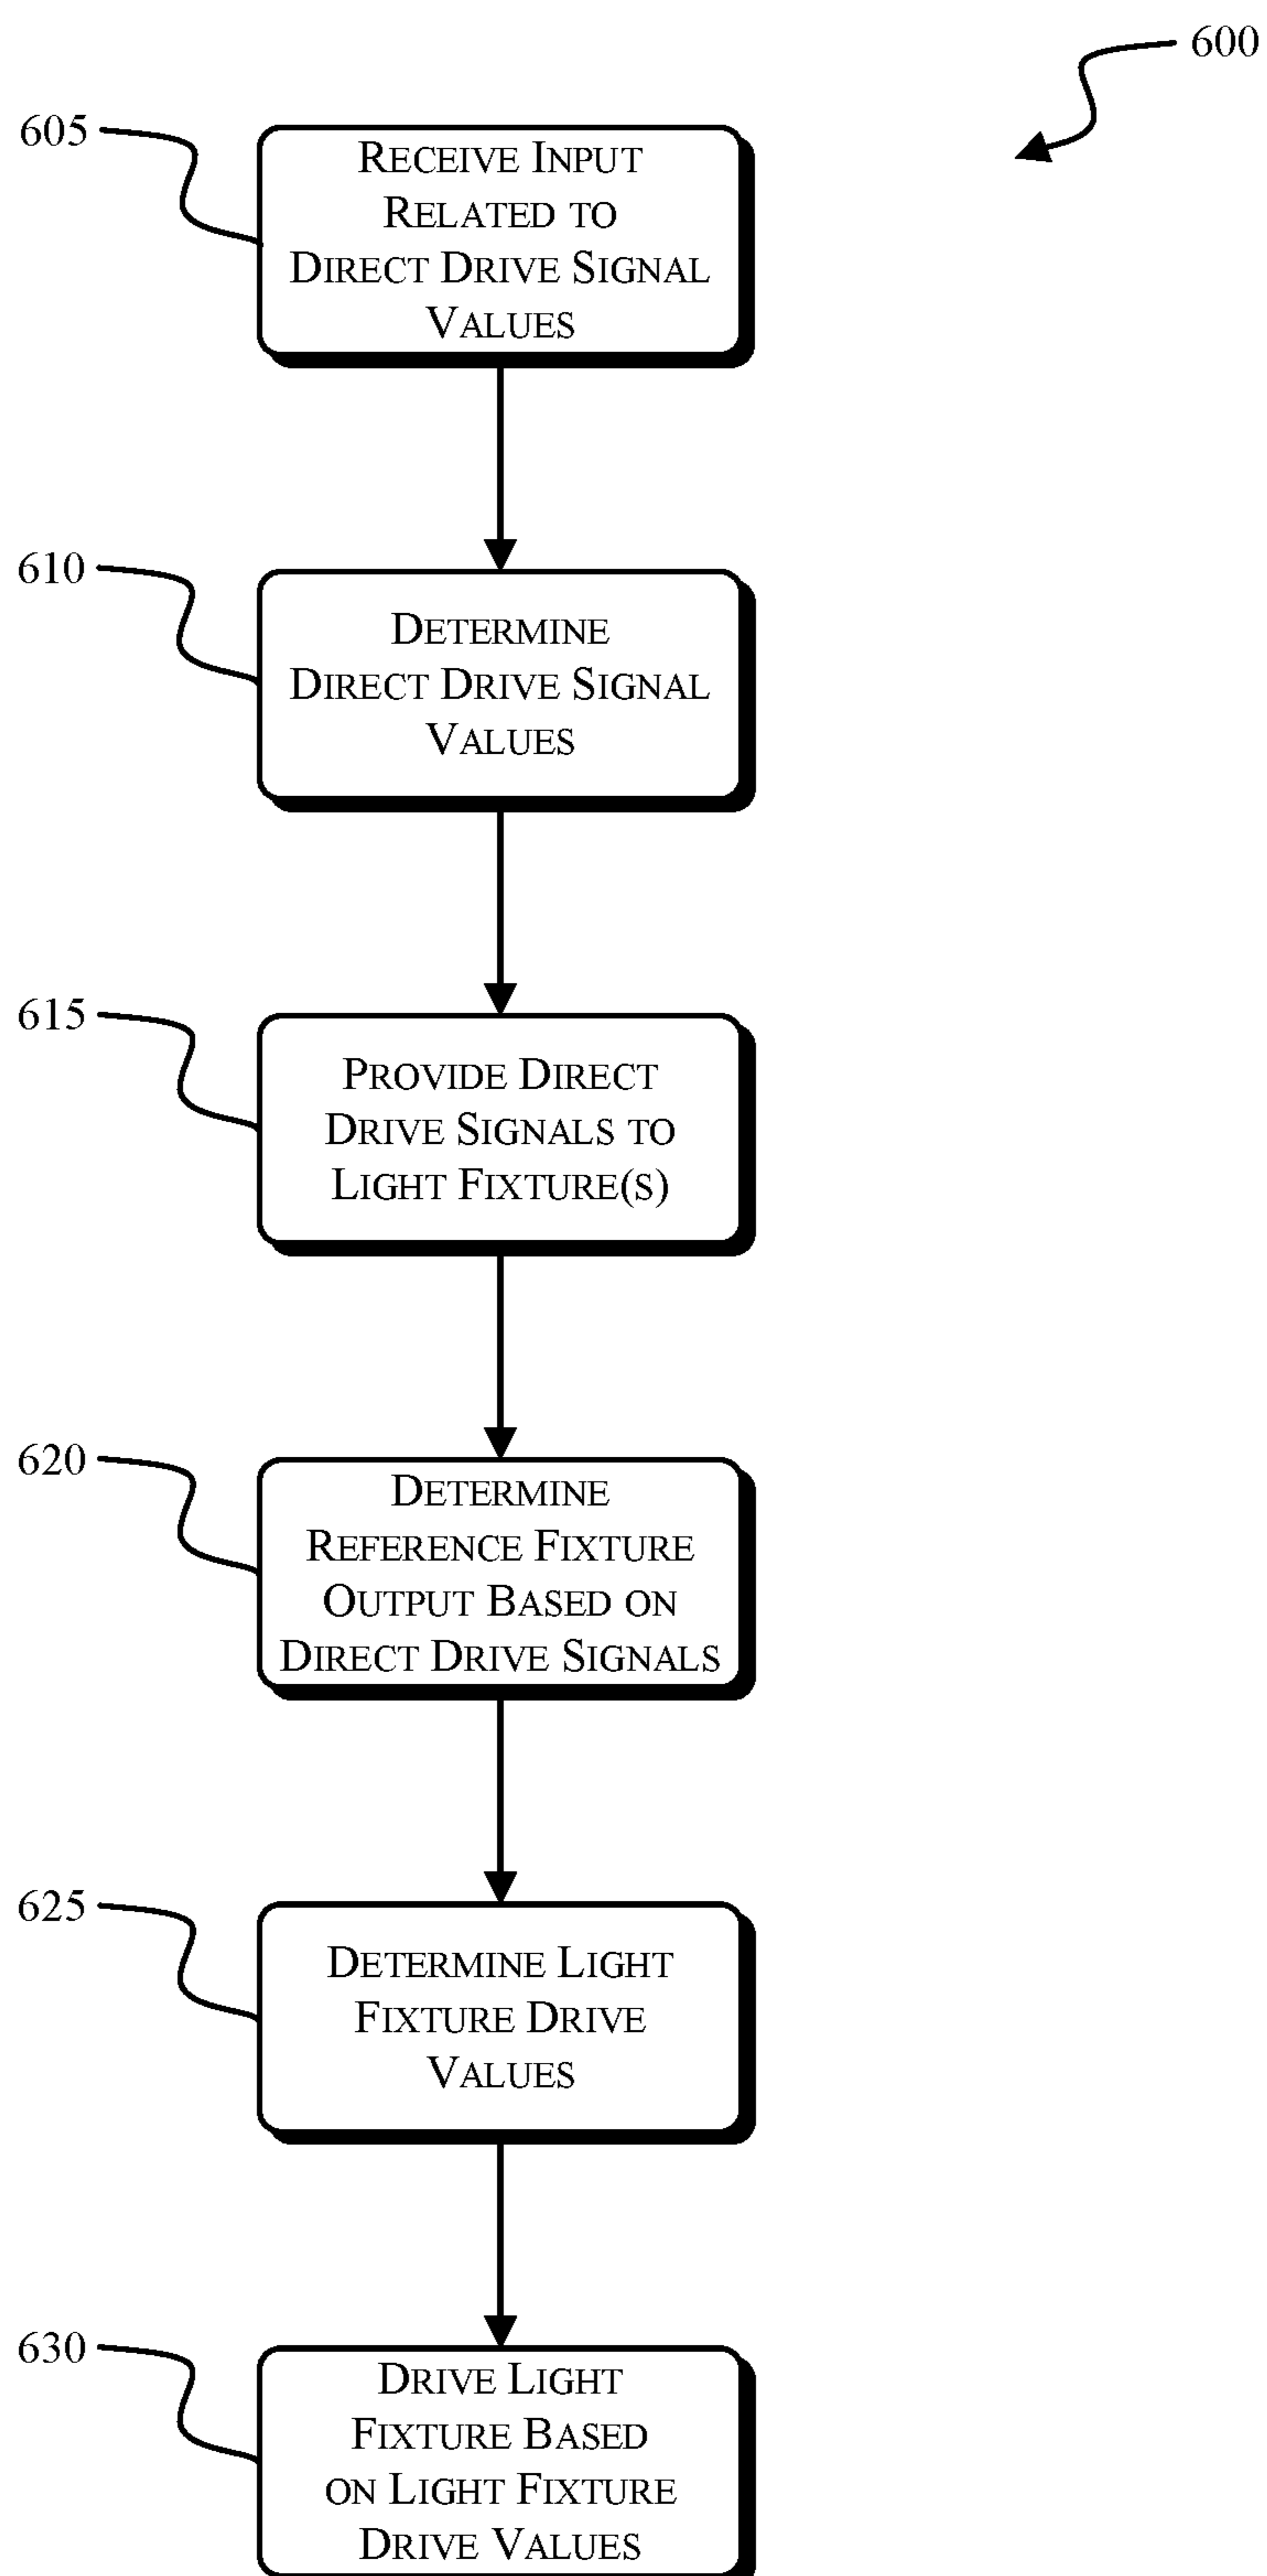 600
605
RECEIVE INPUT
RELATED TO
DIRECT DRIVE SIGNAL
VALUES
610
DETERMINE
DIRECT DRIVE SIGNAL
VALUES
615
PROVIDE DIRECT
DRIVE SIGNALS TO
LIGHT FIXTURE(S)
620
DETERMINE
REFERENCE FIXTURE
OUTPUT BASED ON
DIRECT DRIVE SIGNALS
625
DETERMINE LIGHT
FIXTURE DRIVE
VALUES
630
DRIVE LIGHT
FIXTURE BASED
ON LIGHT FIXTURE
DRIVE VALUES